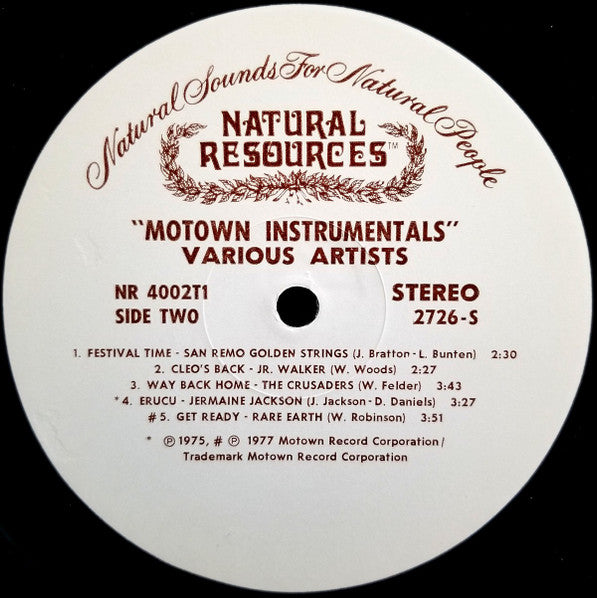 Natural Sounds For Natural People
NATURAL
RESOURCES™
"MOTOWN INSTRUMENTALS"
VARIOUS ARTISTS
NR 4002T1 STEREO
SIDE TWO 2726-S
1. FESTIVAL TIME - SAN REMO GOLDEN STRINGS (J. Bratton - L. Bunten) 2:30
2. CLEO'S BACK - JR. WALKER (W. Woods) 2:27
3. WAY BACK HOME - THE CRUSADERS (W. Felder) 3:43
*4. ERUCU - JERMAINE JACKSON (J. Jackson - D. Daniels) 3:27
#5. GET READY - RARE EARTH (W. Robinson) 3:51
* ℗ 1975, # ℗ 1977 Motown Record Corporation/
Trademark Motown Record Corporation